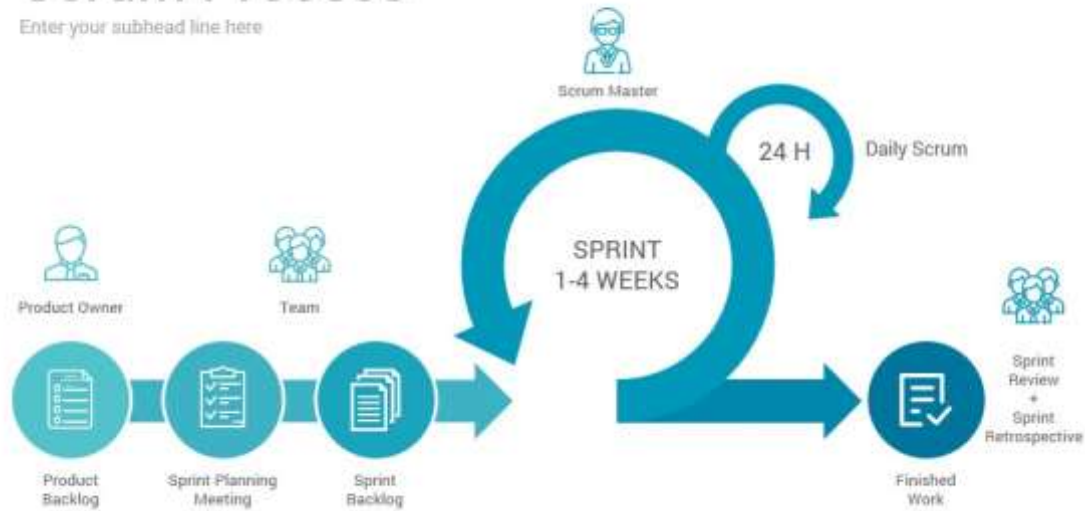 Enter your subhead line here
Scrum Master
24 H
Daily Scrum
SPRINT
1-4 WEEKS
Product Owner
Team
Product
Backlog
Sprint Planning
Meeting
Sprint
Backlog
Finished
Work
Sprint
Review
+
Sprint
Retrospective